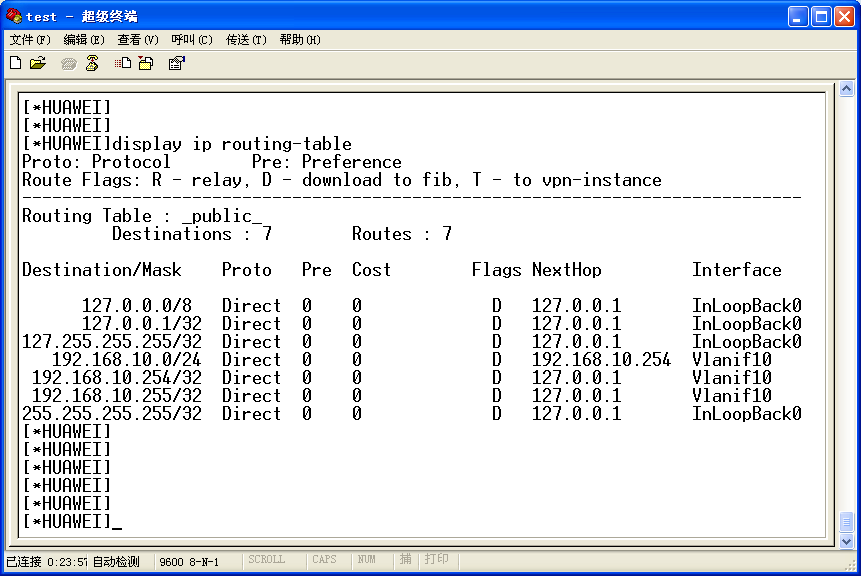 test - 超级终端
文件(F) 编辑(E) 查看(V) 呼叫(C) 传送(T) 帮助(H)
[*HUAWEI]
[*HUAWEI]
[*HUAWEI]display ip routing-table
Proto: Protocol        Pre: Preference
Route Flags: R - relay, D - download to fib, T - to vpn-instance
------------------------------------------------------------------------------
Routing Table : _public_
         Destinations : 7        Routes : 7
Destination/Mask    Proto   Pre  Cost        Flags NextHop         Interface
      127.0.0.0/8   Direct  0    0             D   127.0.0.1       InLoopBack0
      127.0.0.1/32  Direct  0    0             D   127.0.0.1       InLoopBack0
127.255.255.255/32  Direct  0    0             D   127.0.0.1       InLoopBack0
   192.168.10.0/24  Direct  0    0             D   192.168.10.254  Vlanif10
 192.168.10.254/32  Direct  0    0             D   127.0.0.1       Vlanif10
 192.168.10.255/32  Direct  0    0             D   127.0.0.1       Vlanif10
255.255.255.255/32  Direct  0    0             D   127.0.0.1       InLoopBack0
[*HUAWEI]
[*HUAWEI]
[*HUAWEI]
[*HUAWEI]
[*HUAWEI]
[*HUAWEI]_
已连接 0:23:57 自动检测 9600 8-N-1 SCROLL CAPS NUM 捕 打印